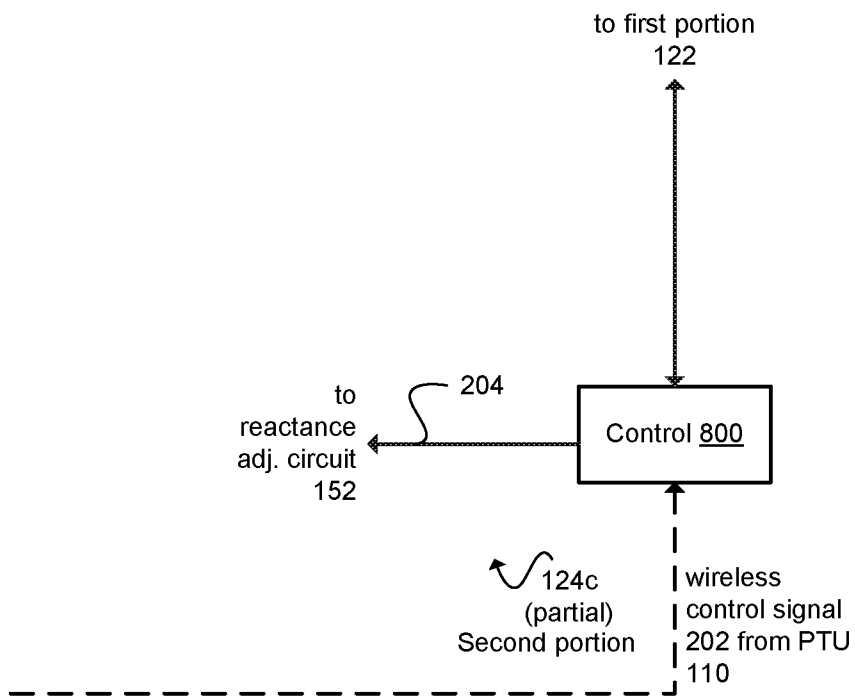 to first portion
122
204
to
reactance
adj. circuit
152
Control 800
124c
(partial)
Second portion
wireless
control signal
202 from PTU
110